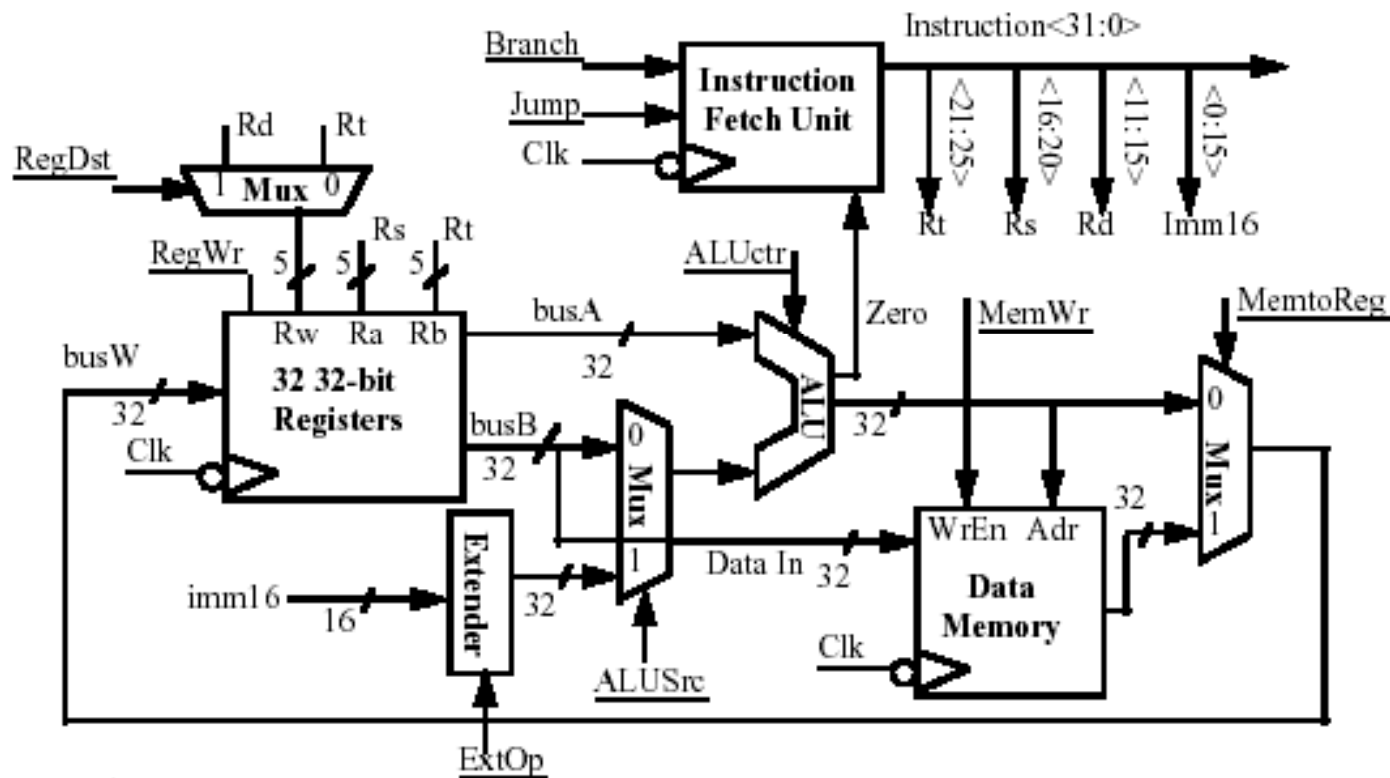 Instruction<31:0>
Branch
Instruction
Fetch Unit
Jump
Clk
<21:25>
<16:20>
<11:15>
<0:15>
Rt
Rs
Rd
Imm16
Rd
Rt
RegDst
1
Mux
0
RegWr
5
Rs
5
Rt
5
Rw
Ra
Rb
busW
32
32 32-bit
Registers
Clk
busA
32
busB
32
ALUctr
ALU
Zero
32
MemWr
MemtoReg
0
Mux
1
0
Mux
1
imm16
16
Extender
32
ExtOp
ALUSrc
Data In
32
WrEn
Adr
Data
Memory
Clk
32